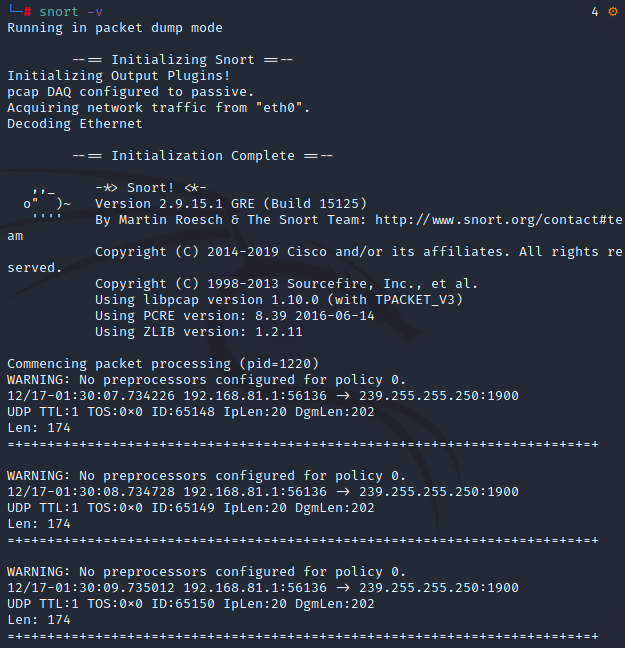 └─# snort -v 4 ⚙
Running in packet dump mode
--== Initializing Snort ==--
Initializing Output Plugins!
pcap DAQ configured to passive.
Acquiring network traffic from "eth0".
Decoding Ethernet
--== Initialization Complete ==--
,,_ -*> Snort! <*-
o" )~ Version 2.9.15.1 GRE (Build 15125)
'''' By Martin Roesch & The Snort Team: http://www.snort.org/contact#te
am
Copyright (C) 2014-2019 Cisco and/or its affiliates. All rights re
served.
Copyright (C) 1998-2013 Sourcefire, Inc., et al.
Using libpcap version 1.10.0 (with TPACKET_V3)
Using PCRE version: 8.39 2016-06-14
Using ZLIB version: 1.2.11
Commencing packet processing (pid=1220)
WARNING: No preprocessors configured for policy 0.
12/17-01:30:07.734226 192.168.81.1:56136 -> 239.255.255.250:1900
UDP TTL:1 TOS:0x0 ID:65148 IpLen:20 DgmLen:202
Len: 174
=+=+=+=+=+=+=+=+=+=+=+=+=+=+=+=+=+=+=+=+=+=+=+=+=+=+=+=+=+=+=+=+=+=+=+=+=+
WARNING: No preprocessors configured for policy 0.
12/17-01:30:08.734728 192.168.81.1:56136 -> 239.255.255.250:1900
UDP TTL:1 TOS:0x0 ID:65149 IpLen:20 DgmLen:202
Len: 174
=+=+=+=+=+=+=+=+=+=+=+=+=+=+=+=+=+=+=+=+=+=+=+=+=+=+=+=+=+=+=+=+=+=+=+=+=+
WARNING: No preprocessors configured for policy 0.
12/17-01:30:09.735012 192.168.81.1:56136 -> 239.255.255.250:1900
UDP TTL:1 TOS:0x0 ID:65150 IpLen:20 DgmLen:202
Len: 174
=+=+=+=+=+=+=+=+=+=+=+=+=+=+=+=+=+=+=+=+=+=+=+=+=+=+=+=+=+=+=+=+=+=+=+=+=+